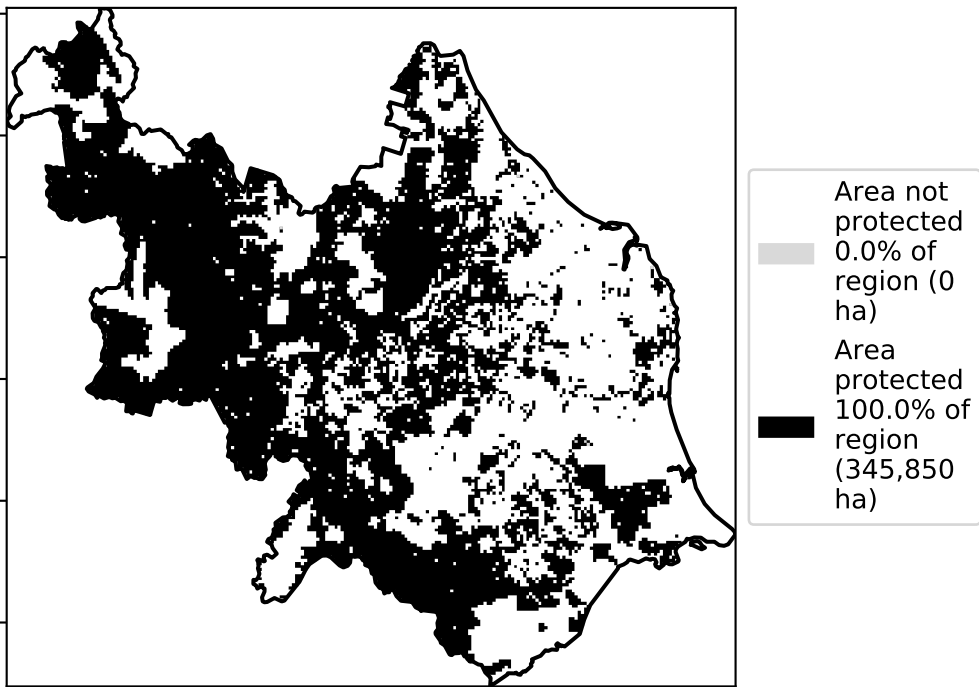 Area not
protected
0.0% of
region (0
ha)
Area
protected
100.0% of
region
(345,850
ha)